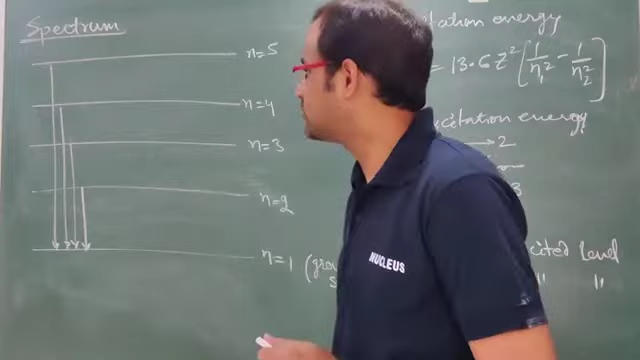 Spectrum
n=5
n=4
n=3
n=2
n=1 (
citation energy
= 13.6 Z² [1/n₁² - 1/n₂²]
citation energy
→ 2
3
cited Level
" "
NUCLEUS